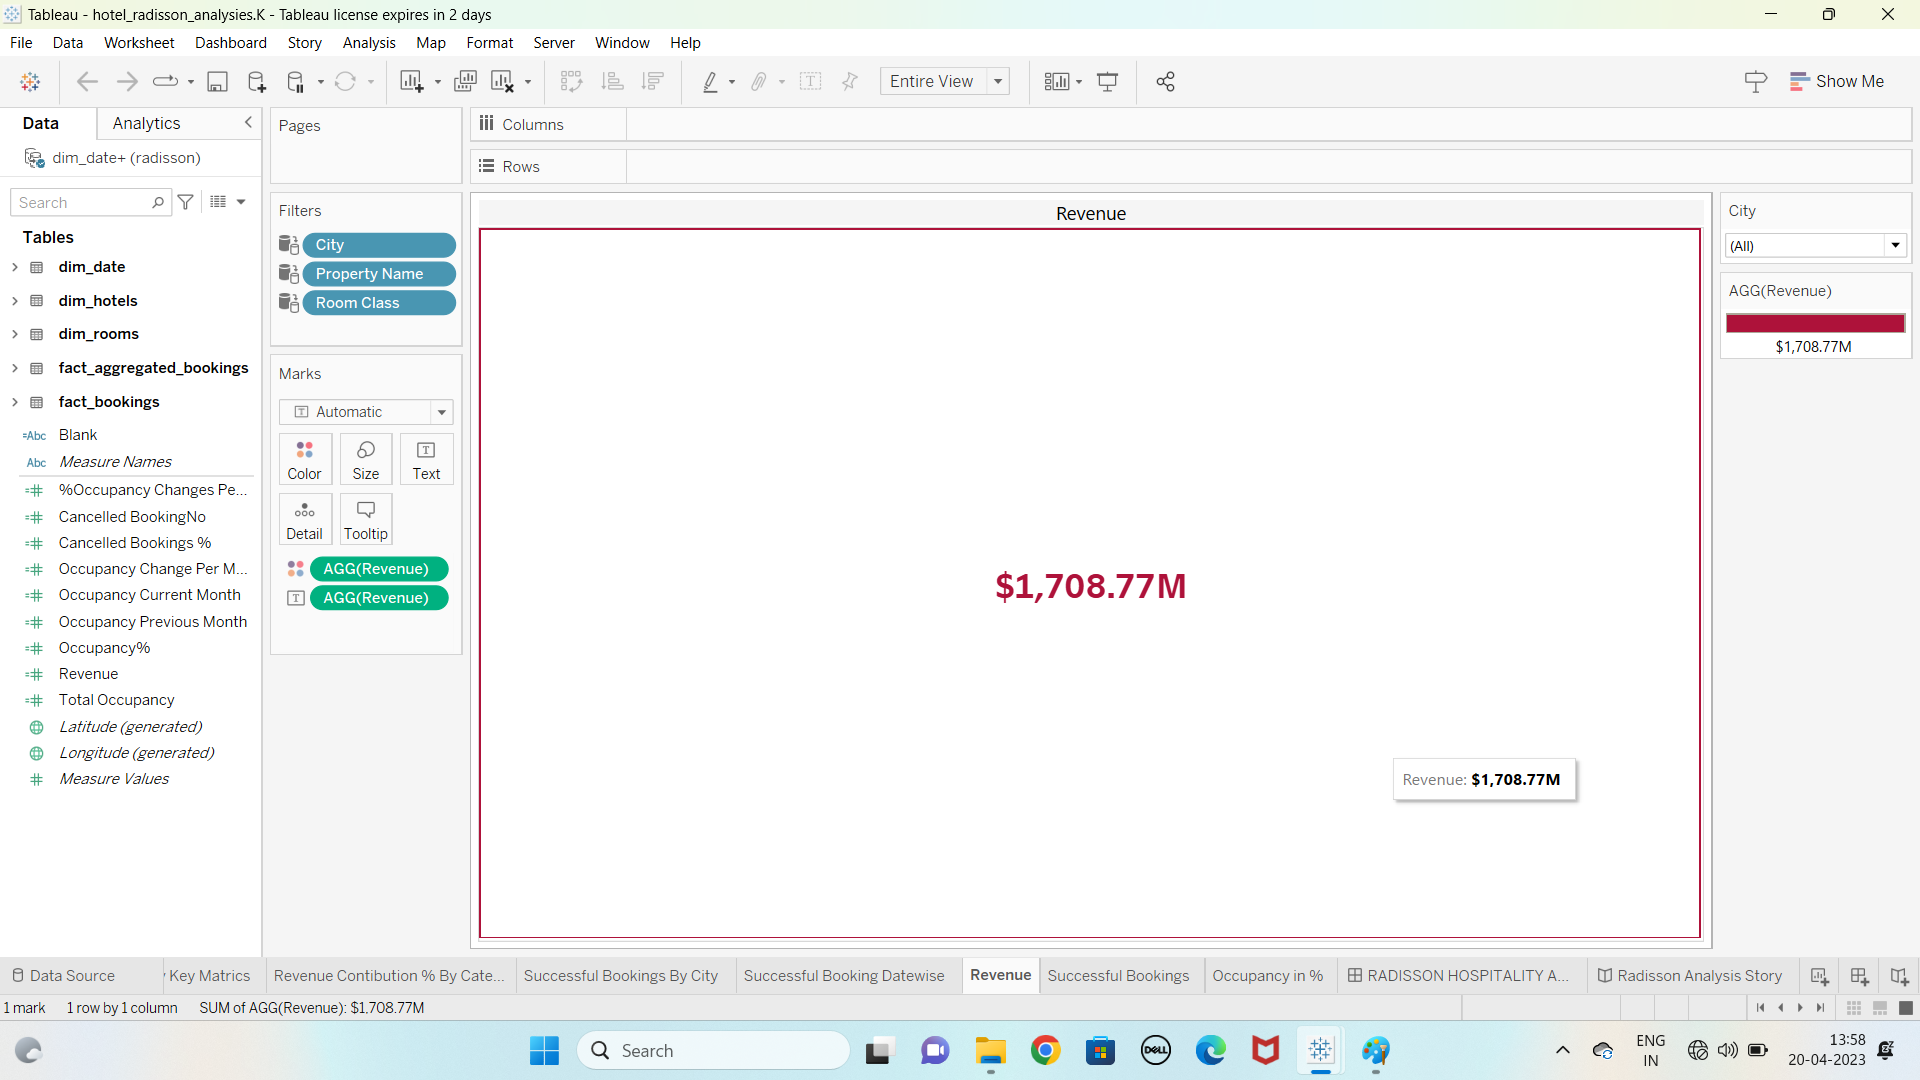 Tableau - hotel_radisson_analysies.K - Tableau license expires in 2 days
File Data Worksheet Dashboard Story Analysis Map Format Server Window Help
Entire View
Show Me
Data Analytics
dim_date+ (radisson)
Search
Tables
dim_date
dim_hotels
dim_rooms
fact_aggregated_bookings
fact_bookings
=Abc Blank
Abc Measure Names
%Occupancy Changes Pe...
Cancelled BookingNo
Cancelled Bookings %
Occupancy Change Per M...
Occupancy Current Month
Occupancy Previous Month
Occupancy%
Revenue
Total Occupancy
Latitude (generated)
Longitude (generated)
Measure Values
Pages
Filters
City
Property Name
Room Class
Marks
Automatic
Color Size Text
Detail Tooltip
AGG(Revenue)
AGG(Revenue)
Columns
Rows
Revenue
$1,708.77M
Revenue: $1,708.77M
City
(All)
AGG(Revenue)
$1,708.77M
Data Source Key Matrics Revenue Contibution % By Cate... Successful Bookings By City Successful Booking Datewise Revenue Successful Bookings Occupancy in % RADISSON HOSPITALITY A... Radisson Analysis Story
1 mark 1 row by 1 column SUM of AGG(Revenue): $1,708.77M
Search
DELL
ENG
IN
13:58
20-04-2023